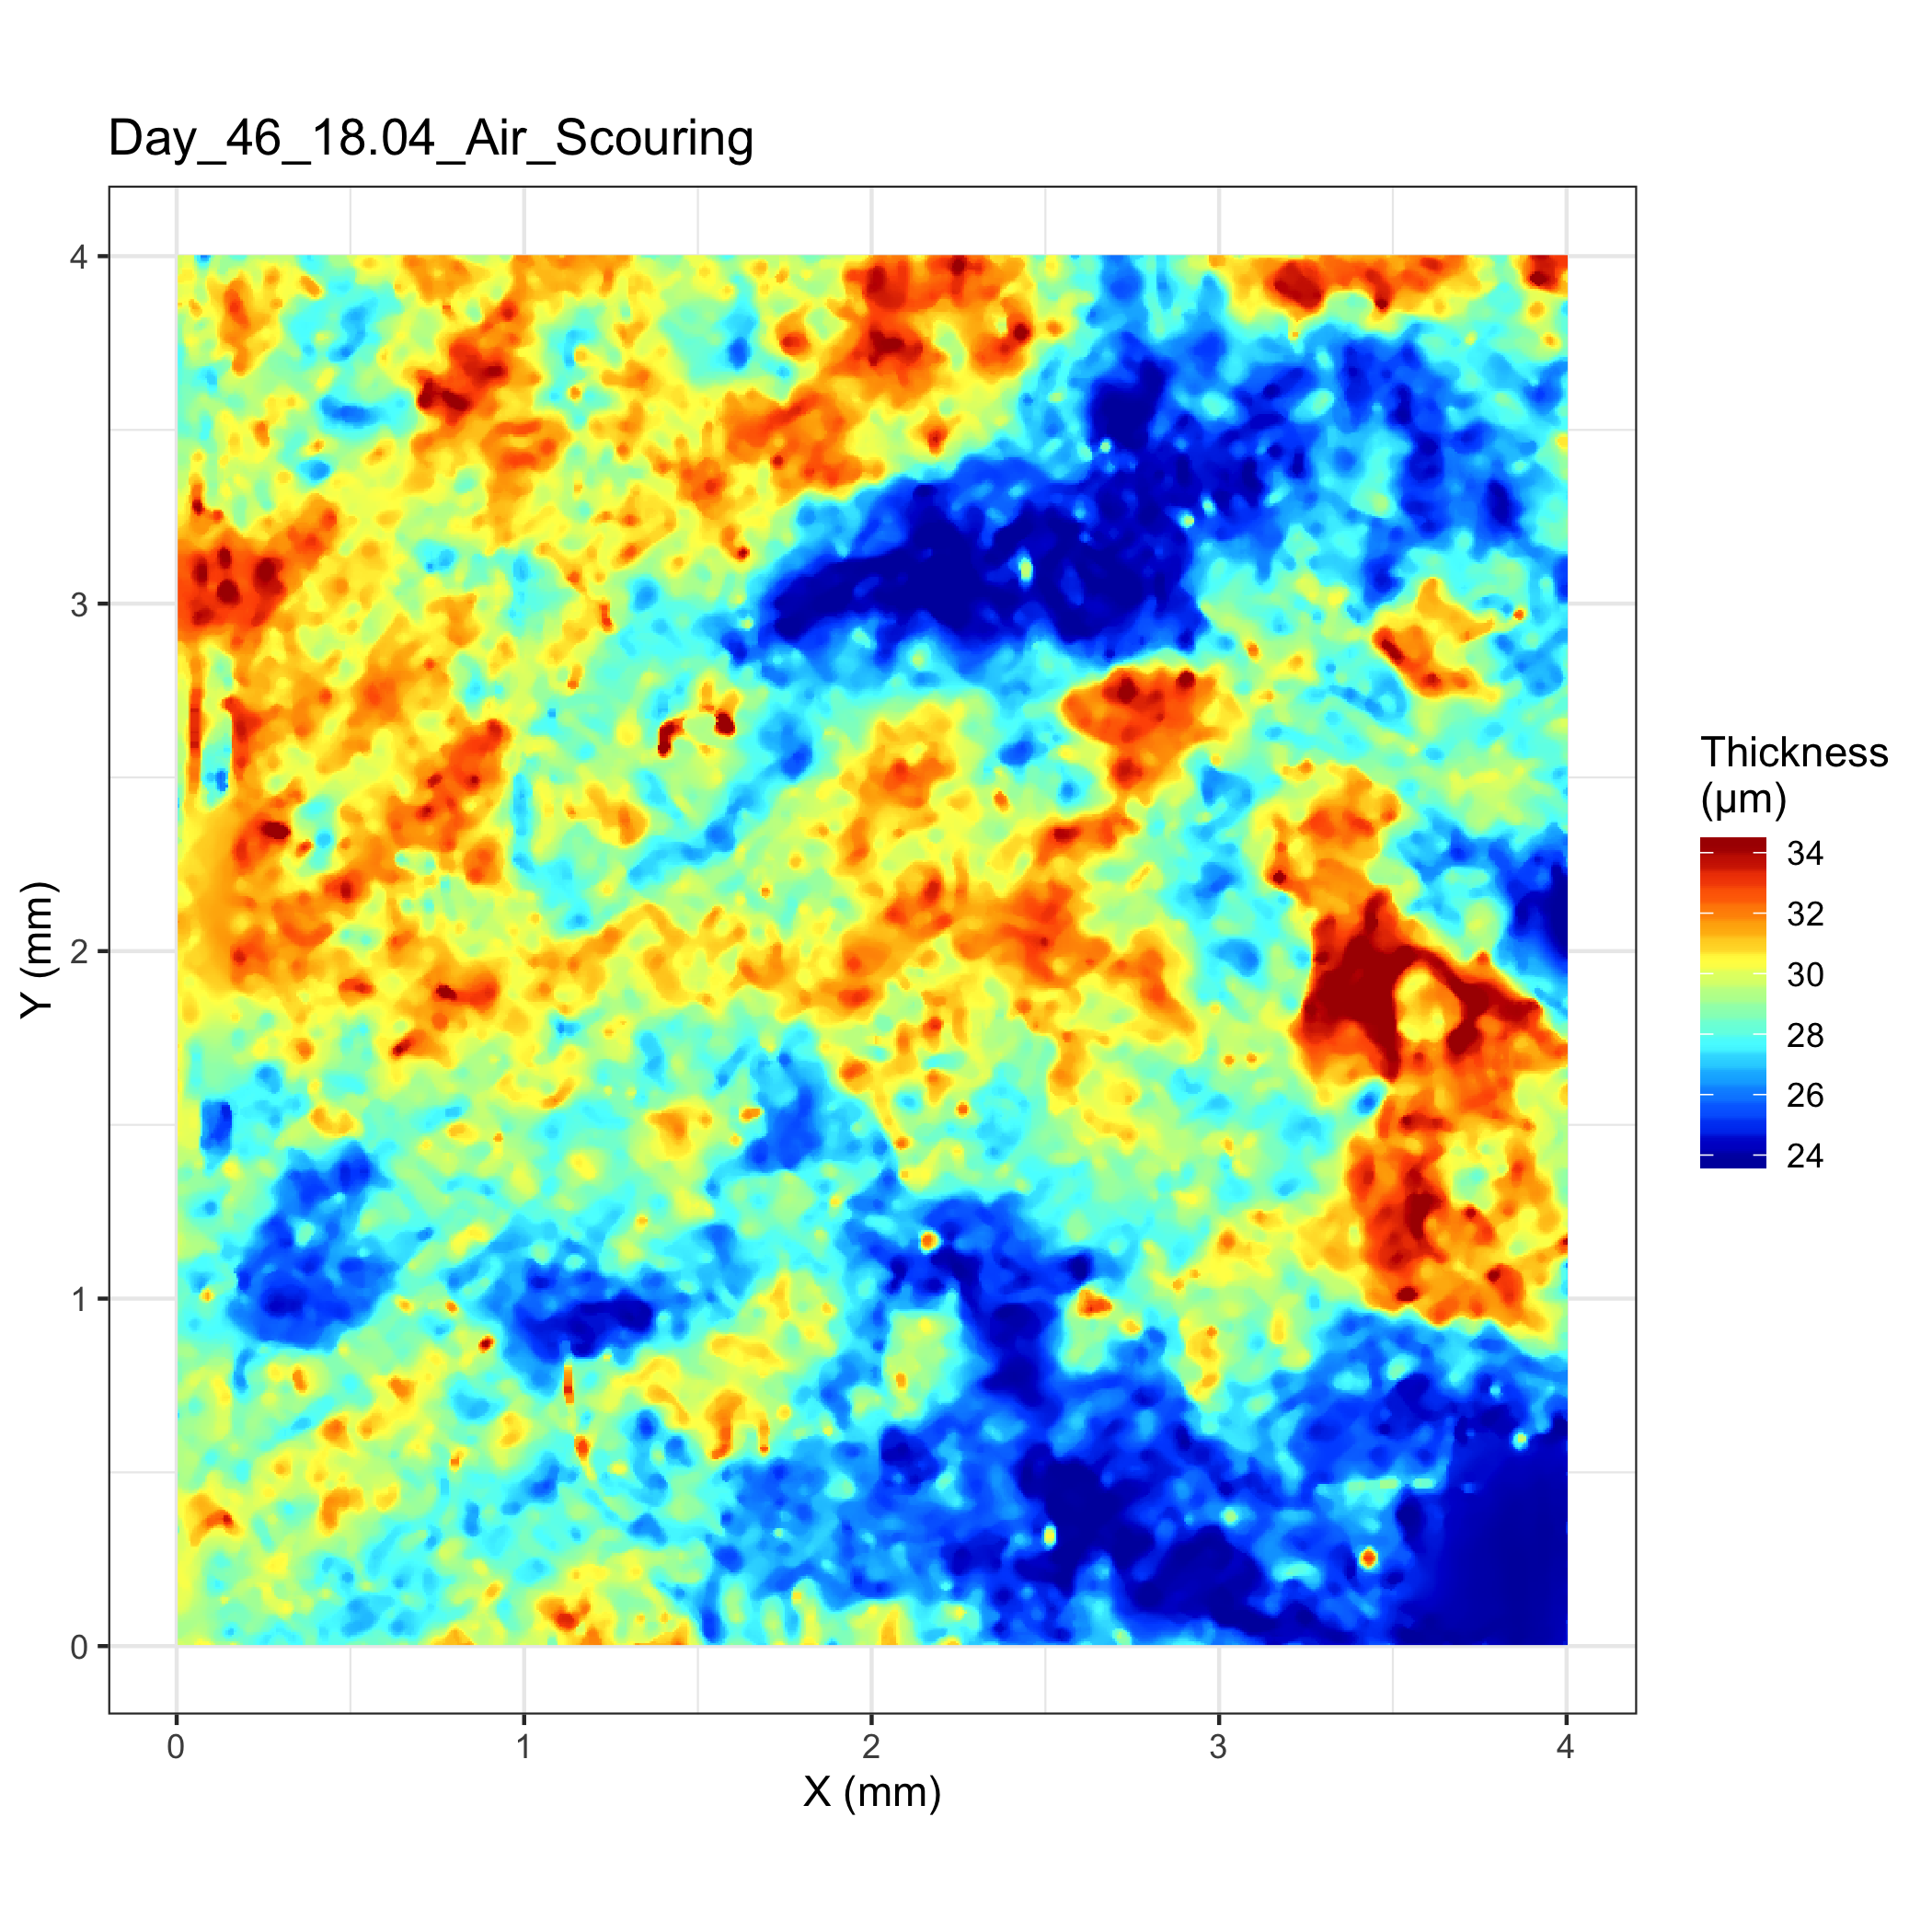 Day_46_18.04_Air_Scouring
4
3
2
1
0
Y (mm)
0 1 2 3 4
X (mm)
Thickness
(μm)
34
32
30
28
26
24